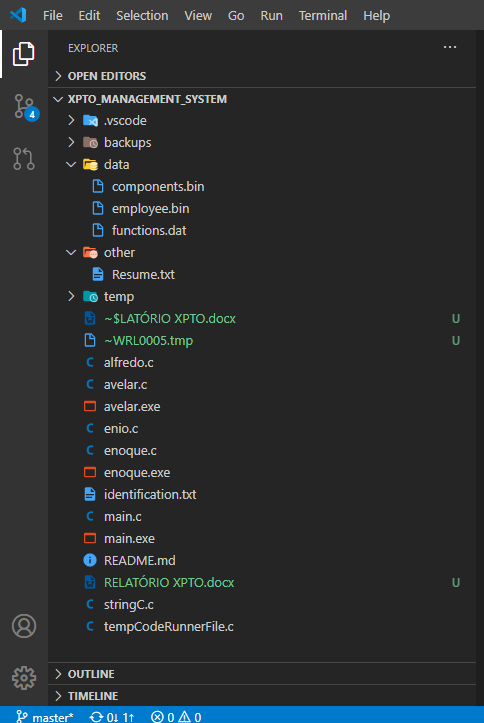 File Edit Selection View Go Run Terminal Help
EXPLORER ...
OPEN EDITORS
XPTO_MANAGEMENT_SYSTEM
.vscode
4
backups
data
components.bin
employee.bin
functions.dat
other
Resume.txt
temp
~$LATÓRIO XPTO.docx U
~WRL0005.tmp U
C alfredo.c
C avelar.c
avelar.exe
C enio.c
C enoque.c
enoque.exe
identification.txt
C main.c
main.exe
README.md
RELATÓRIO XPTO.docx U
C stringC.c
C tempCodeRunnerFile.c
OUTLINE
TIMELINE
master* 0↓ 1↑ 0 0